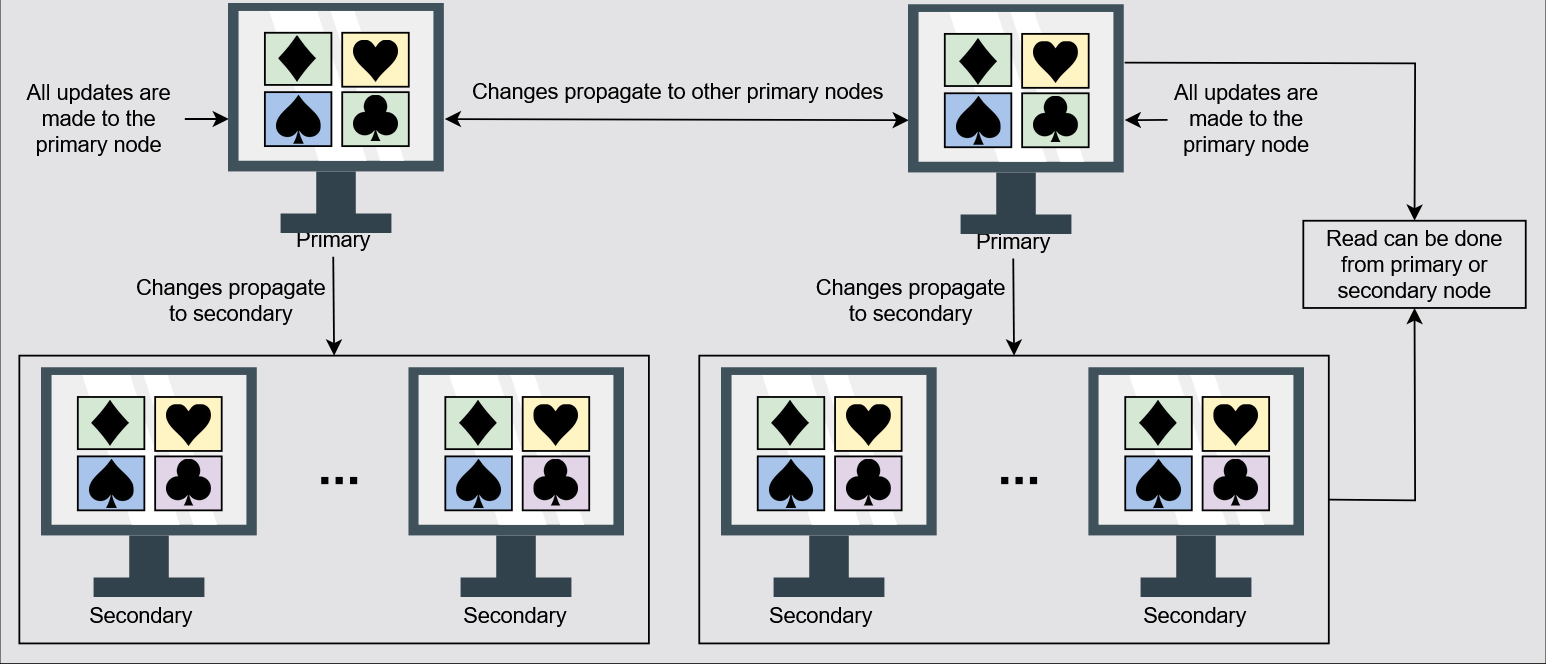 All updates are
made to the
primary node
Changes propagate to other primary nodes
All updates are
made to the
primary node
Primary
Primary
Changes propagate
to secondary
Changes propagate
to secondary
Read can be done
from primary or
secondary node
...
...
Secondary
Secondary
Secondary
Secondary